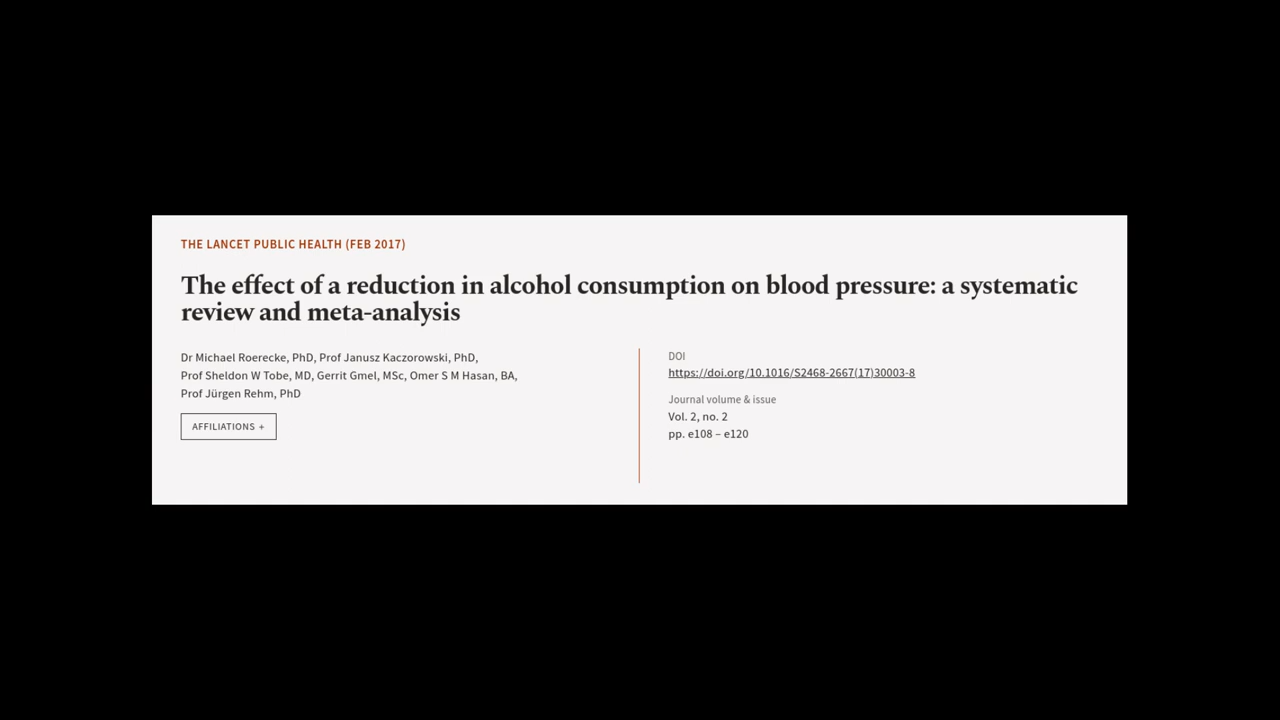 THE LANCET PUBLIC HEALTH (FEB 2017)
The effect of a reduction in alcohol consumption on blood pressure: a systematic
review and meta-analysis
Dr Michael Roerecke, PhD, Prof Janusz Kaczorowski, PhD,
Prof Sheldon W Tobe, MD, Gerrit Gmel, MSc, Omer S M Hasan, BA,
Prof Jürgen Rehm, PhD
AFFILIATIONS +
DOI
https://doi.org/10.1016/S2468-2667(17)30003-8
Journal volume & issue
Vol. 2, no. 2
pp. e108 – e120